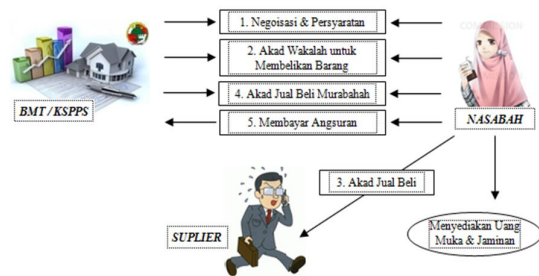 1. Negoisasi & Persyaratan
2. Akad Wakalah untuk
Membelikan Barang
4. Akad Jual Beli Murabahah
5. Membayar Angsuran
BMT / KSPPS
NASABAH
3. Akad Jual Beli
SUPLIER
Menyediakan Uang
Muka & Jaminan